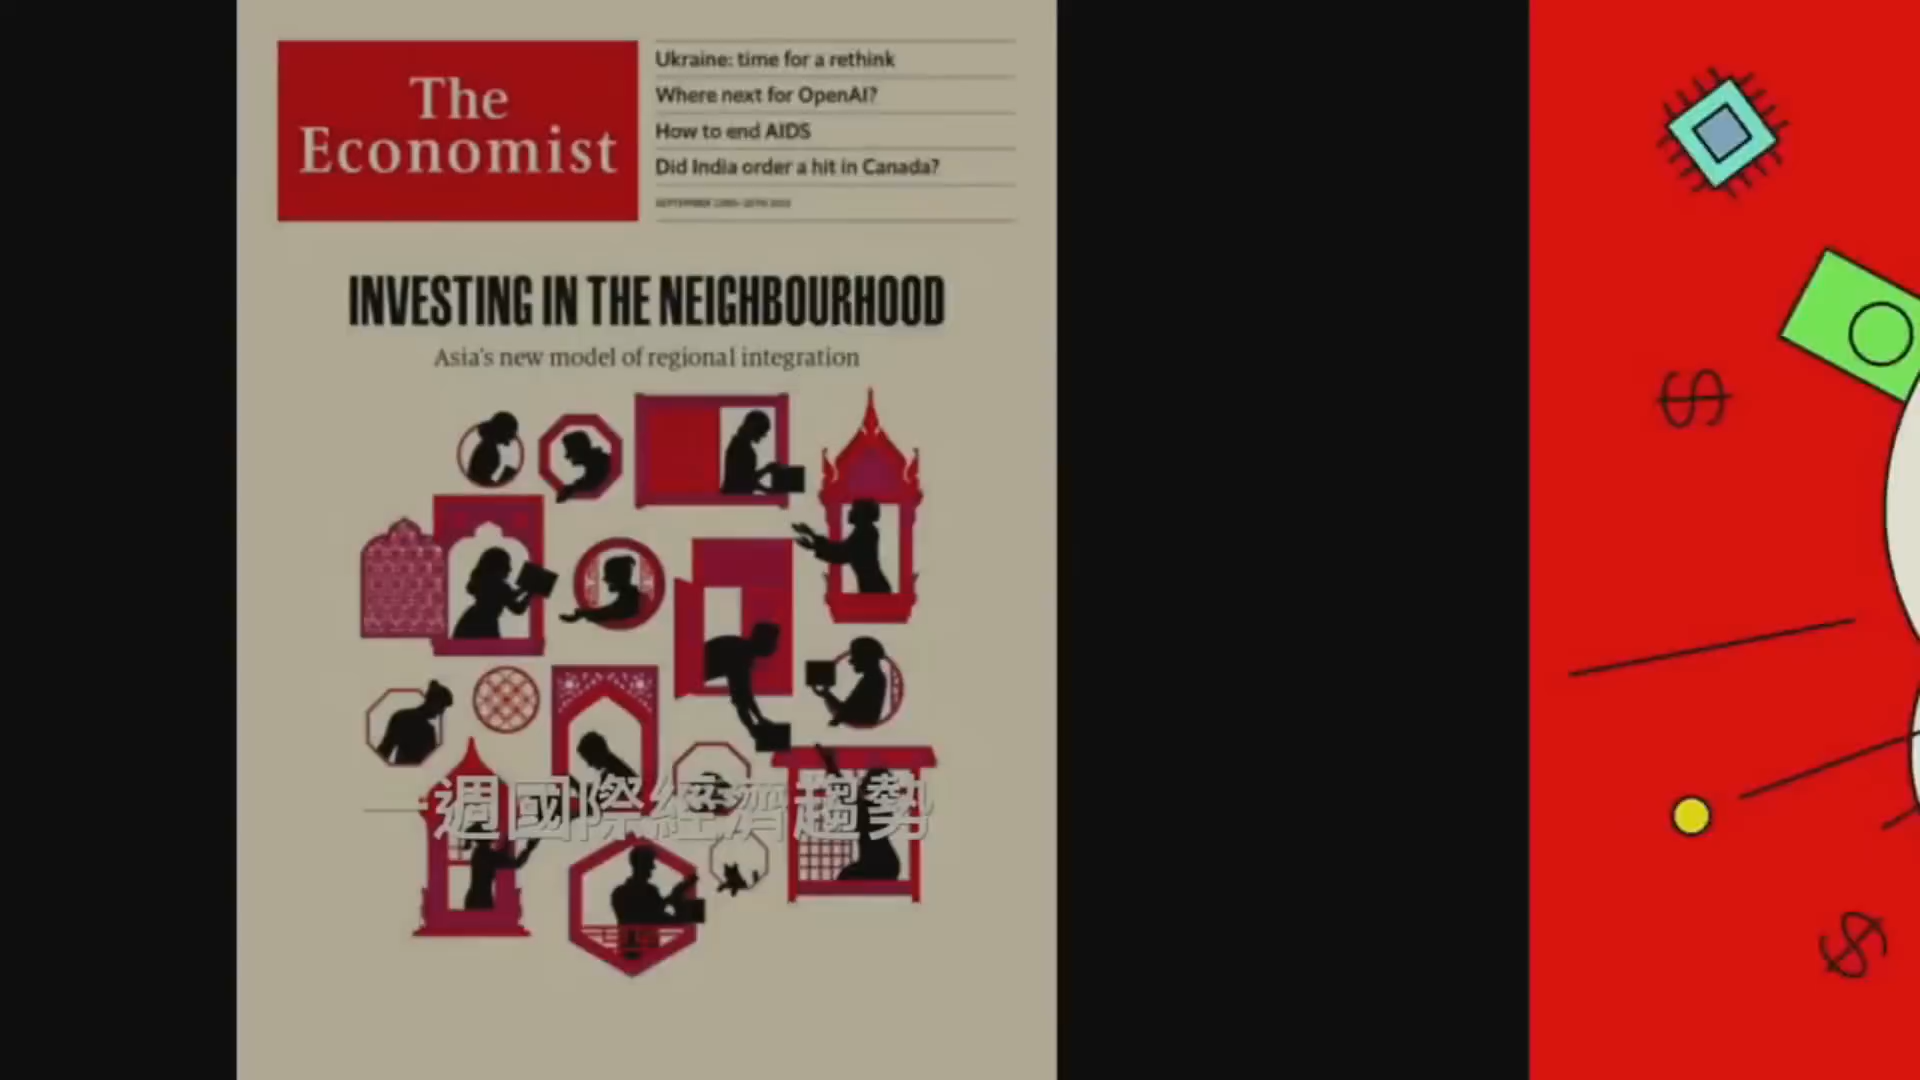 The
Economist
Ukraine: time for a rethink
Where next for OpenAI?
How to end AIDS
Did India order a hit in Canada?
INVESTING IN THE NEIGHBOURHOOD
Asia's new model of regional integration
一週國際經濟趨勢
$
$